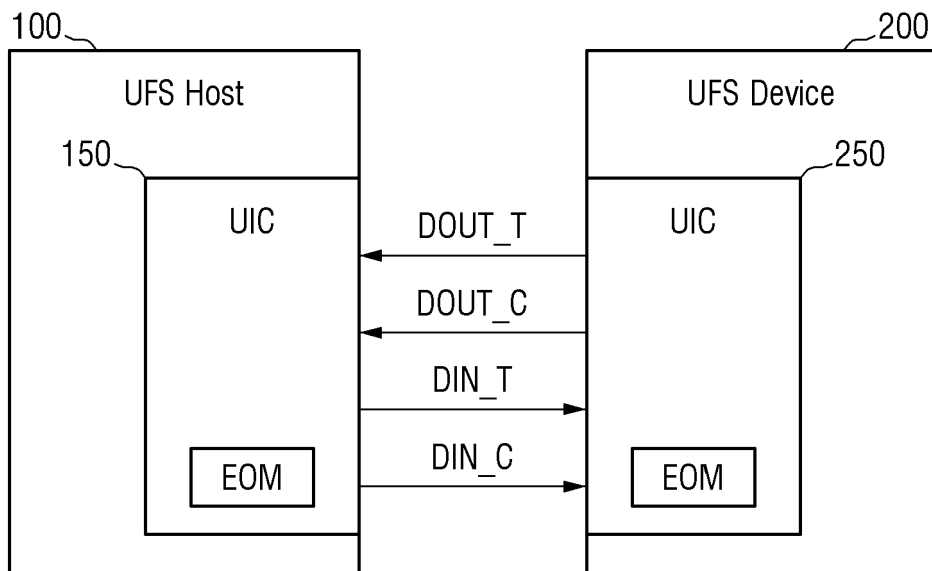 100
200
UFS Host
UFS Device
150
250
UIC
UIC
DOUT_T
DOUT_C
DIN_T
DIN_C
EOM
EOM